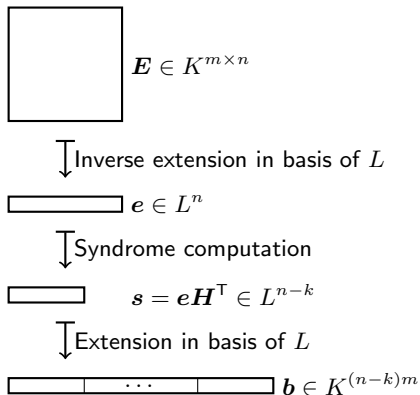 E ∈ K^{m×n}
Inverse extension in basis of L
e ∈ L^n
Syndrome computation
s = eH^T ∈ L^{n−k}
Extension in basis of L
··· b ∈ K^{(n−k)m}